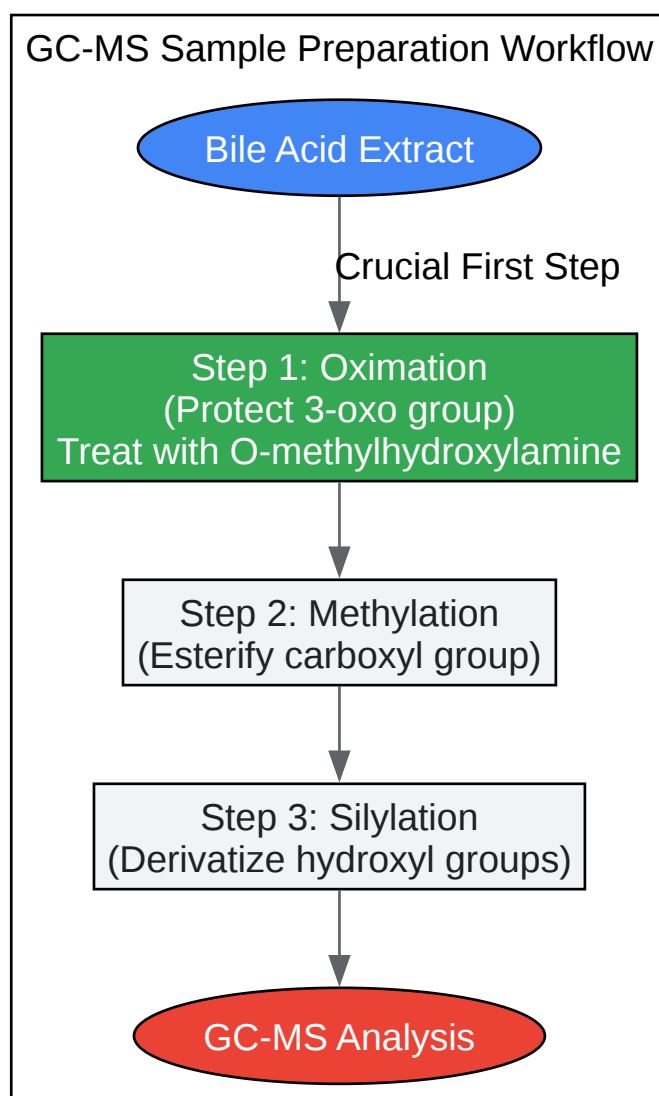 GC-MS Sample Preparation Workflow
Bile Acid Extract
Crucial First Step
Step 1: Oximation
(Protect 3-oxo group)
Treat with O-methylhydroxylamine
Step 2: Methylation
(Esterify carboxyl group)
Step 3: Silylation
(Derivatize hydroxyl groups)
GC-MS Analysis